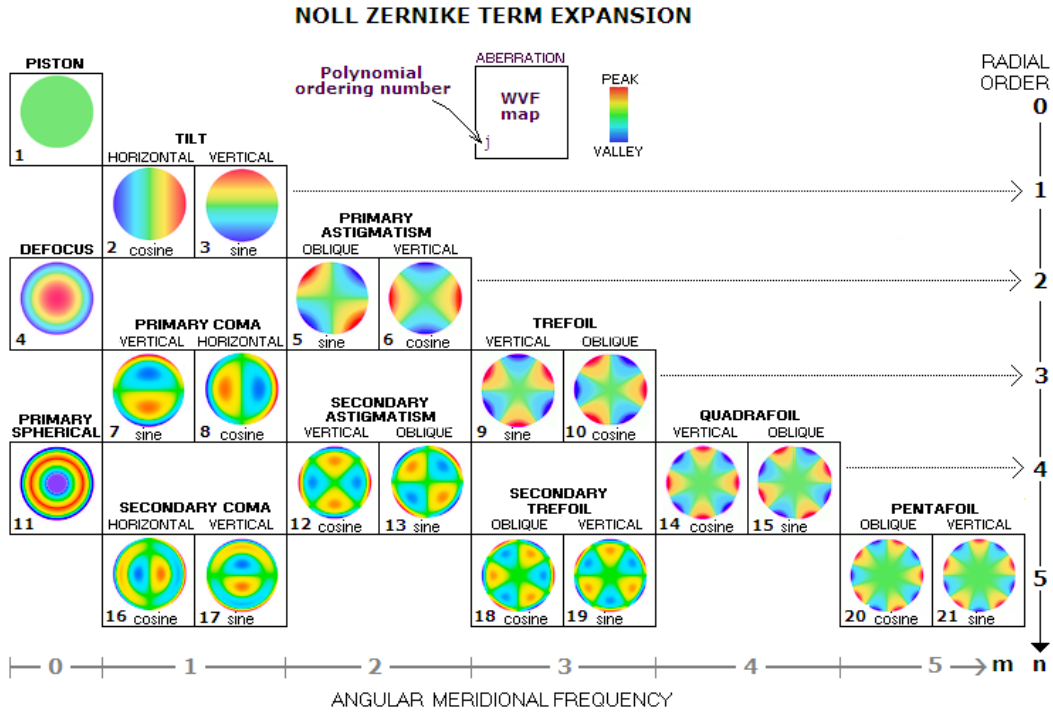 NOLL ZERNIKE TERM EXPANSION
PISTON
1
Polynomial
ordering number
ABERRATION
WVF
map
j
PEAK
VALLEY
RADIAL
ORDER
0
TILT
HORIZONTAL VERTICAL
2 cosine 3 sine
1
DEFOCUS
4
PRIMARY
ASTIGMATISM
OBLIQUE VERTICAL
5 sine 6 cosine
2
PRIMARY COMA
VERTICAL HORIZONTAL
7 sine 8 cosine
TREFOIL
VERTICAL OBLIQUE
9 sine 10 cosine
3
PRIMARY
SPHERICAL
11
SECONDARY
ASTIGMATISM
VERTICAL OBLIQUE
12 cosine 13 sine
QUADRAFOIL
VERTICAL OBLIQUE
14 cosine 15 sine
4
SECONDARY COMA
HORIZONTAL VERTICAL
16 cosine 17 sine
SECONDARY
TREFOIL
OBLIQUE VERTICAL
18 cosine 19 sine
PENTAFOIL
OBLIQUE VERTICAL
20 cosine 21 sine
5
0 1 2 3 4 5 m n
ANGULAR MERIDIONAL FREQUENCY